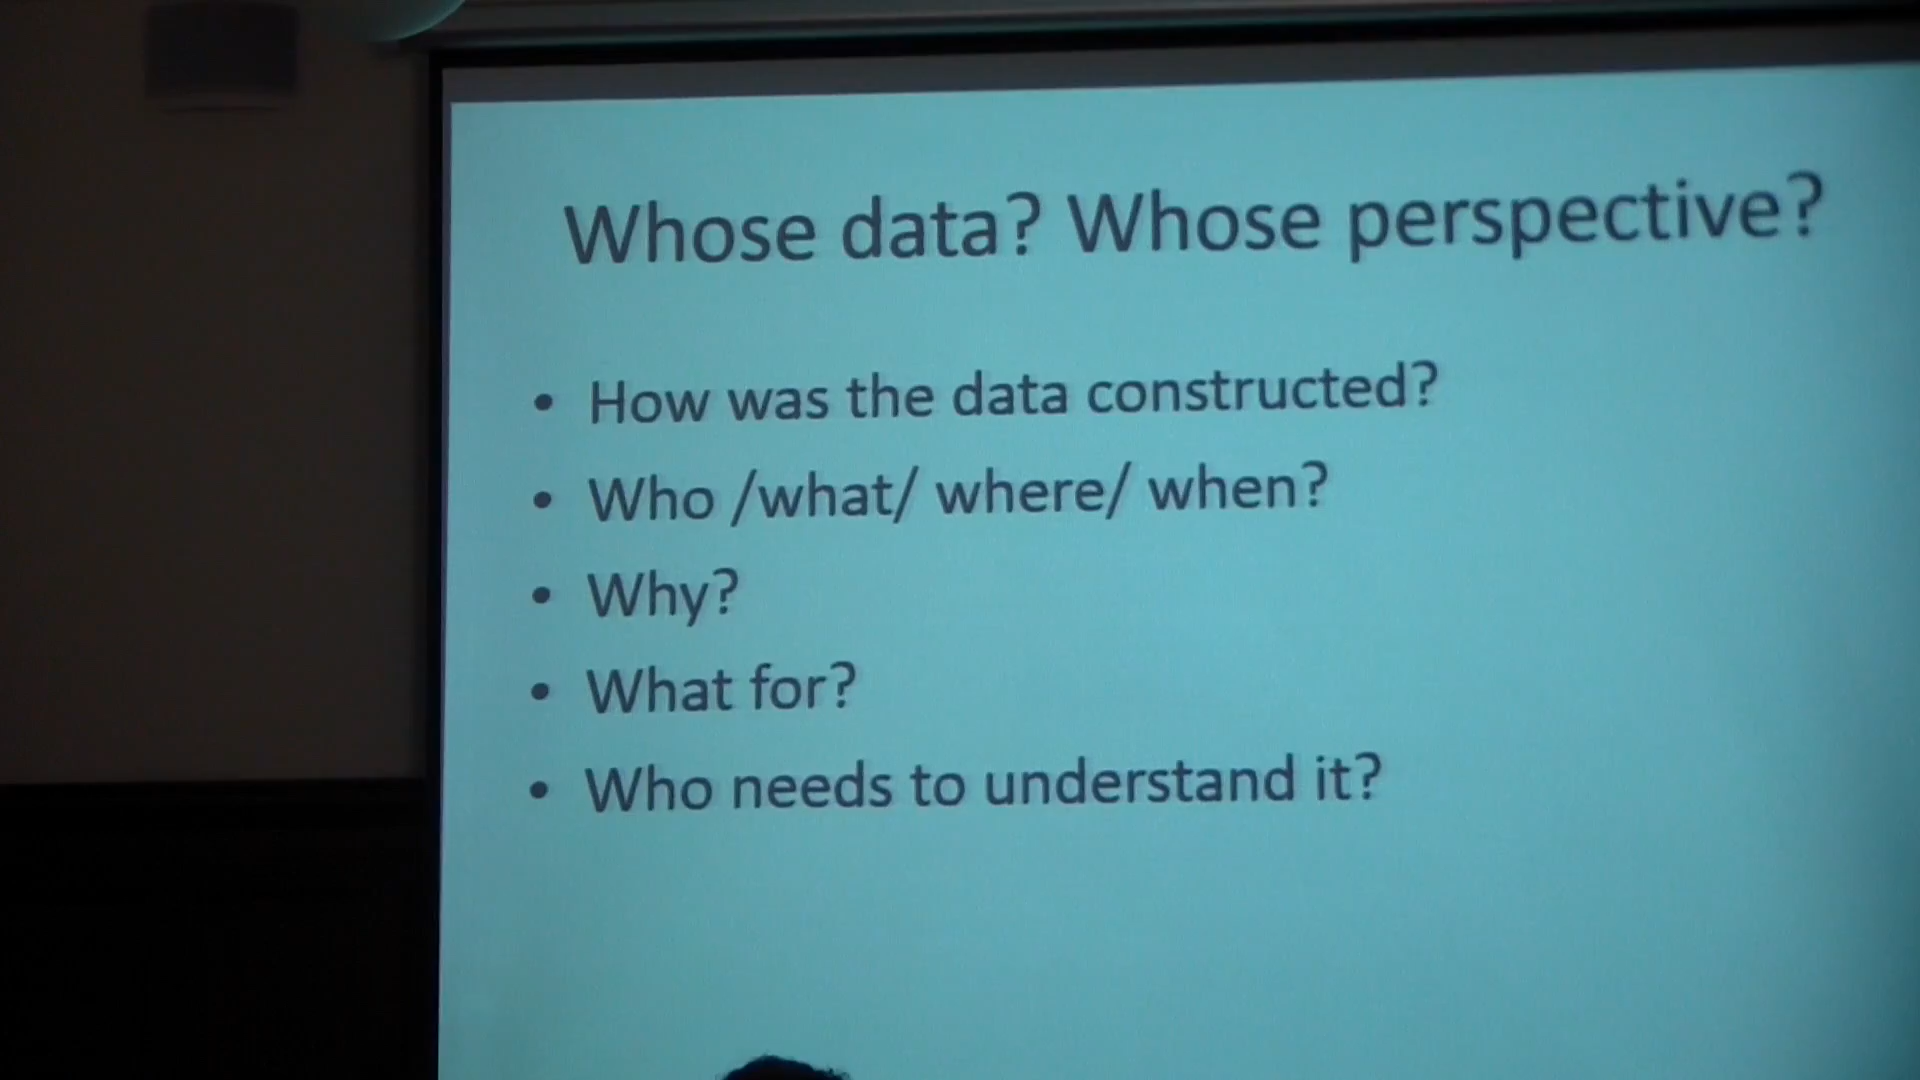 Whose data? Whose perspective?
• How was the data constructed?
• Who /what/ where/ when?
• Why?
• What for?
• Who needs to understand it?